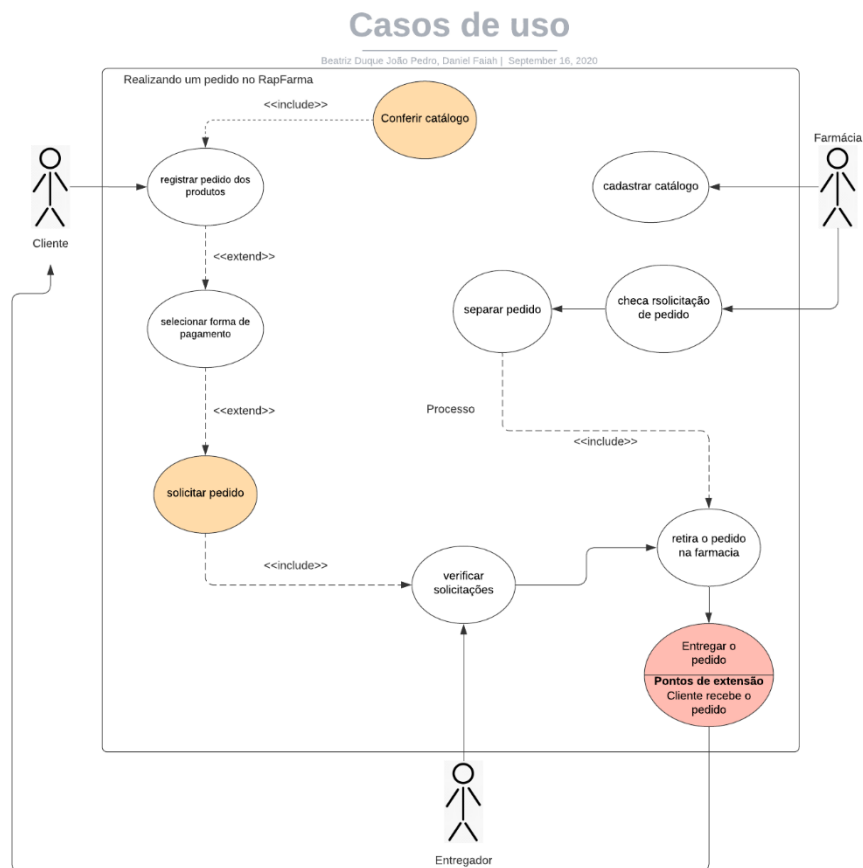 Casos de uso
Beatriz Duque João Pedro, Daniel Faiah | September 16, 2020
Realizando um pedido no RapFarma
<<include>>
Conferir catálogo
Farmácia
registrar pedido dos
produtos
cadastrar catálogo
Cliente
<<extend>>
selecionar forma de
pagamento
separar pedido
checa rsolicitação
de pedido
<<extend>>
Processo
<<include>>
solicitar pedido
retira o pedido
na farmacia
<<include>>
verificar
solicitações
Entregar o
pedido
Pontos de extensão
Cliente recebe o
pedido
Entregador